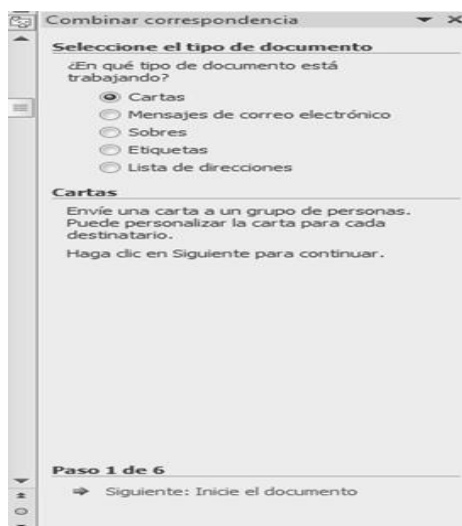 Combinar correspondencia
Seleccione el tipo de documento
¿En qué tipo de documento está
trabajando?
Cartas
Mensajes de correo electrónico
Sobres
Etiquetas
Lista de direcciones
Cartas
Envíe una carta a un grupo de personas.
Puede personalizar la carta para cada
destinatario.
Haga clic en Siguiente para continuar.
Paso 1 de 6
Siguiente: Inicie el documento